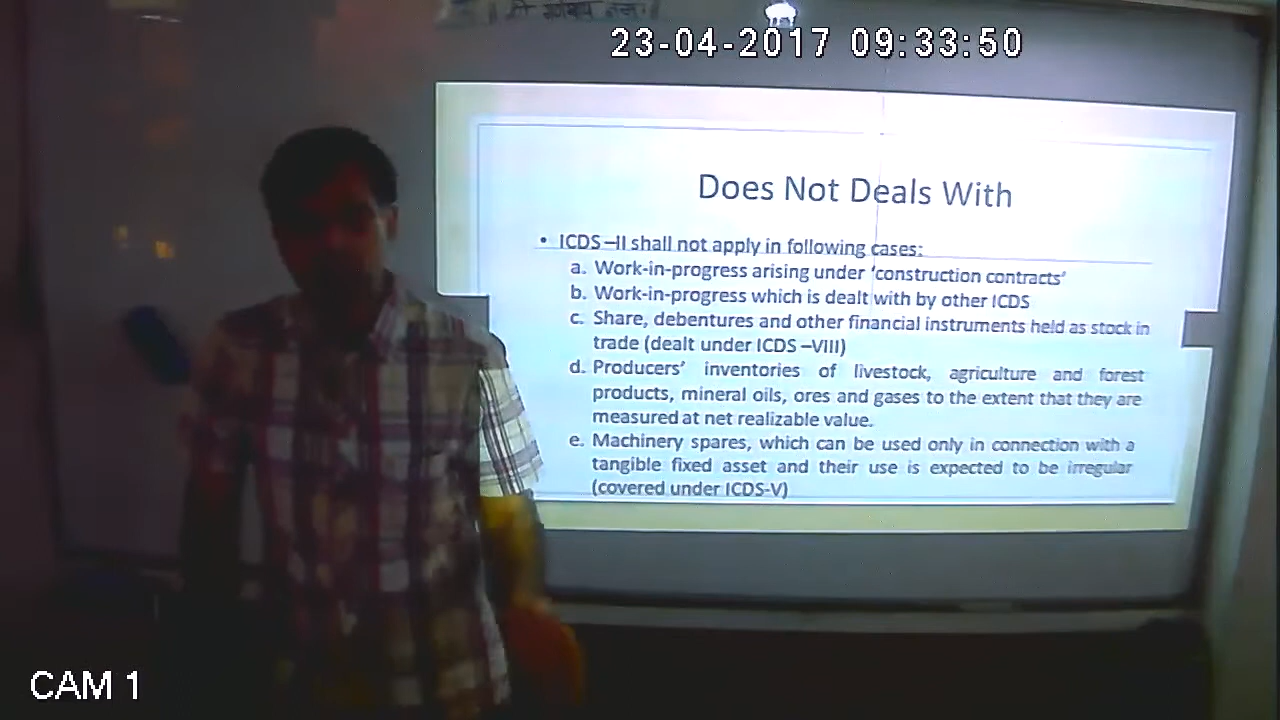 23-04-2017 09:33:50
Does Not Deals With
• ICDS –II shall not apply in following cases:
a. Work-in-progress arising under ‘construction contracts’
b. Work-in-progress which is dealt with by other ICDS
c. Share, debentures and other financial instruments held as stock in
trade (dealt under ICDS –VIII)
d. Producers’ inventories of livestock, agriculture and forest
products, mineral oils, ores and gases to the extent that they are
measured at net realizable value.
e. Machinery spares, which can be used only in connection with a
tangible fixed asset and their use is expected to be irregular
(covered under ICDS-V)
CAM 1